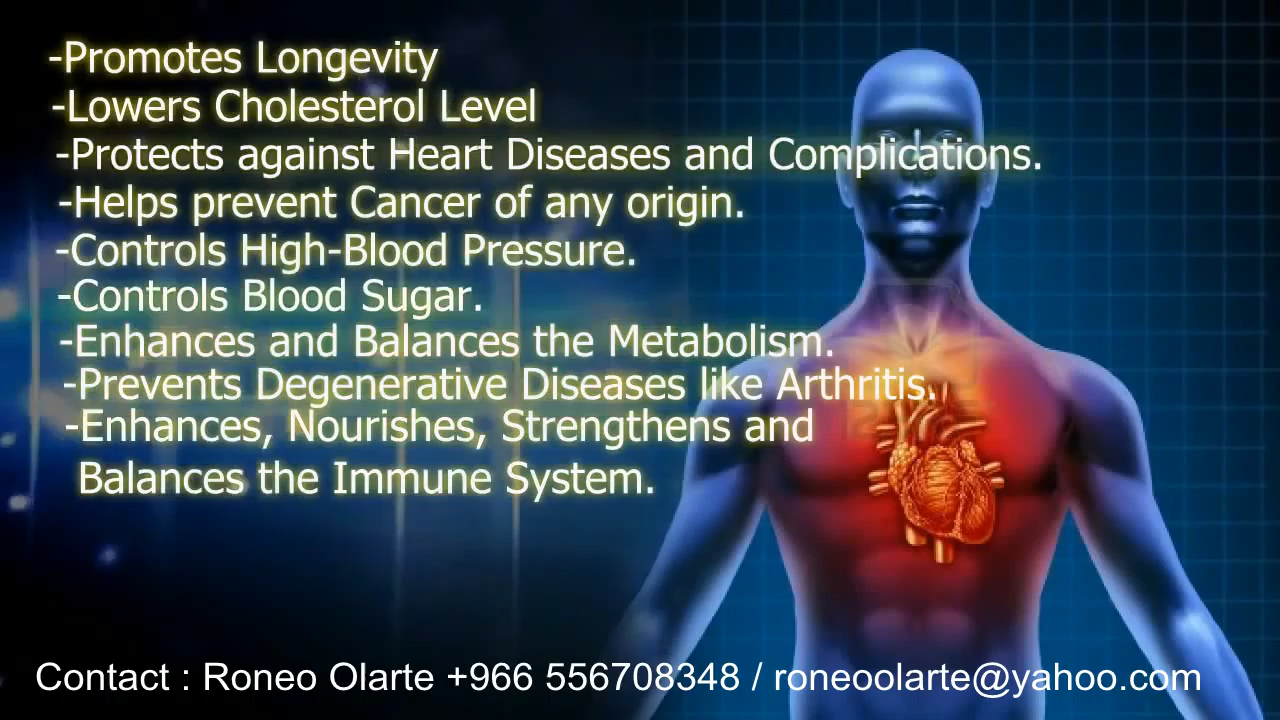 -Promotes Longevity
-Lowers Cholesterol Level
-Protects against Heart Diseases and Complications.
-Helps prevent Cancer of any origin.
-Controls High-Blood Pressure.
-Controls Blood Sugar.
-Enhances and Balances the Metabolism.
-Prevents Degenerative Diseases like Arthritis.
-Enhances, Nourishes, Strengthens and
Balances the Immune System.
Contact : Roneo Olarte +966 556708348 / roneoolarte@yahoo.com